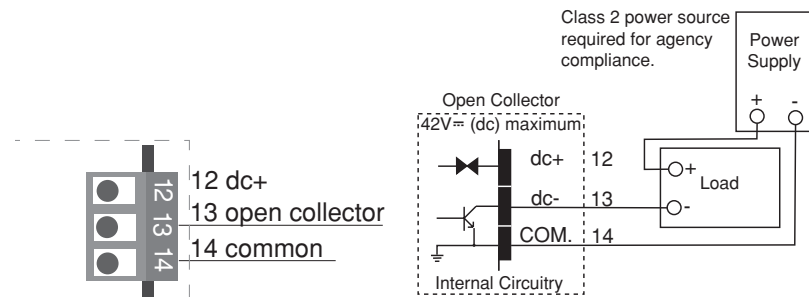 12
13
14
12 dc+
13 open collector
14 common
Class 2 power source
required for agency
compliance.
Power
Supply
+ -
Open Collector
42V⎓ (dc) maximum
dc+ 12
dc- 13
COM. 14
Internal Circuitry
+
Load
-